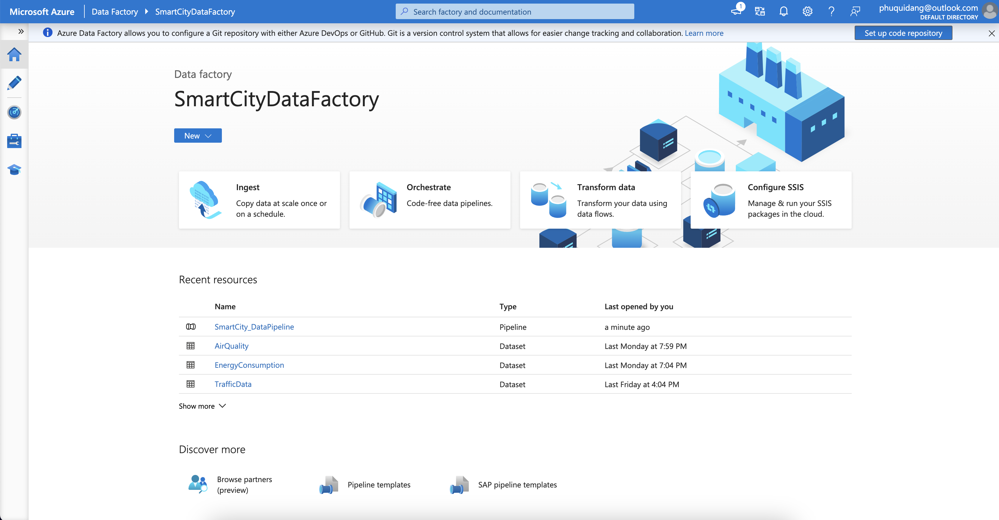 Microsoft Azure
Data Factory
SmartCityDataFactory
Search factory and documentation
1
phuquidang@outlook.com
DEFAULT DIRECTORY
Azure Data Factory allows you to configure a Git repository with either Azure DevOps or GitHub. Git is a version control system that allows for easier change tracking and collaboration. Learn more
Set up code repository
Data factory
SmartCityDataFactory
New
Ingest
Copy data at scale once or
on a schedule.
Orchestrate
Code-free data pipelines.
Transform data
Transform your data using
data flows.
Configure SSIS
Manage & run your SSIS
packages in the cloud.
Recent resources
Name Type Last opened by you
SmartCity_DataPipeline Pipeline a minute ago
AirQuality Dataset Last Monday at 7:59 PM
EnergyConsumption Dataset Last Monday at 7:04 PM
TrafficData Dataset Last Friday at 4:04 PM
Show more
Discover more
Browse partners
(preview)
Pipeline templates
SAP pipeline templates